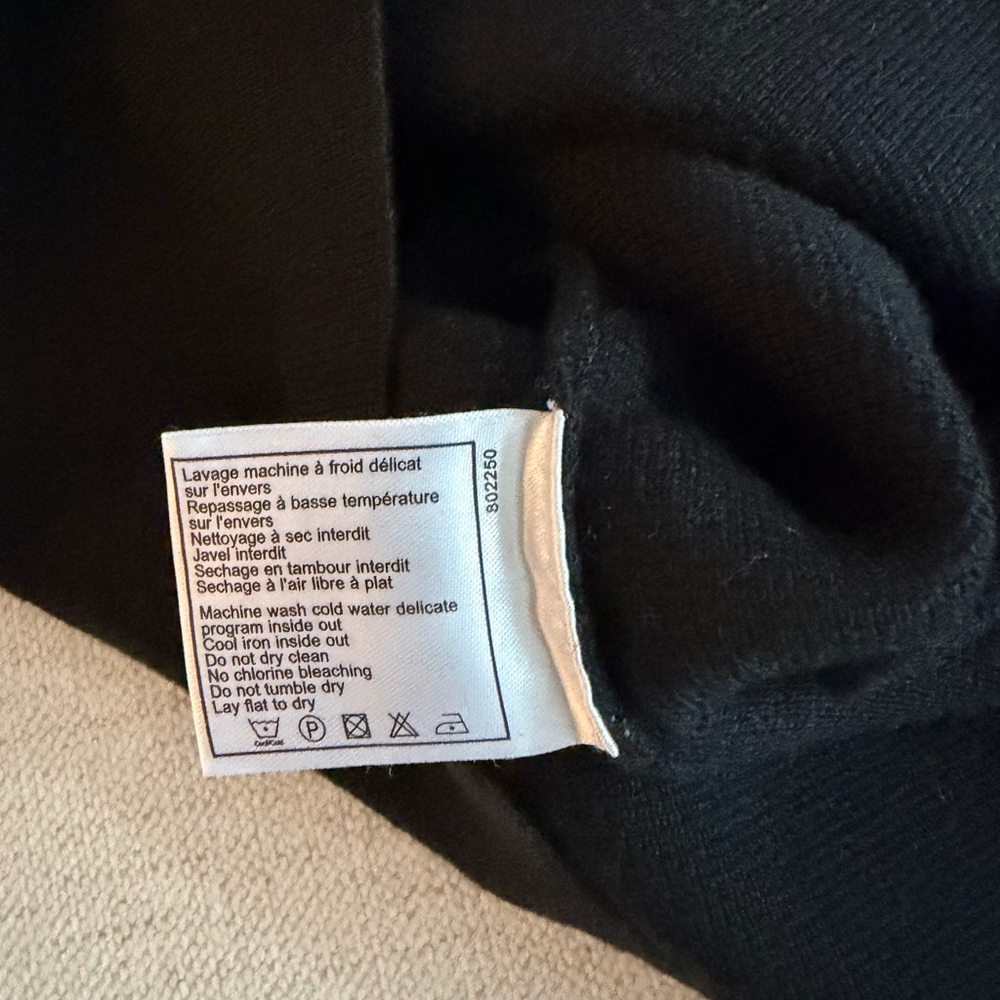 Lavage machine à froid délicat
sur l'envers
Repassage à basse température
sur l'envers
Nettoyage à sec interdit
Javel interdit
Sechage en tambour interdit
Sechage à l'air libre à plat
Machine wash cold water delicate
program inside out
Cool iron inside out
Do not dry clean
No chlorine bleaching
Do not tumble dry
Lay flat to dry
P
802250